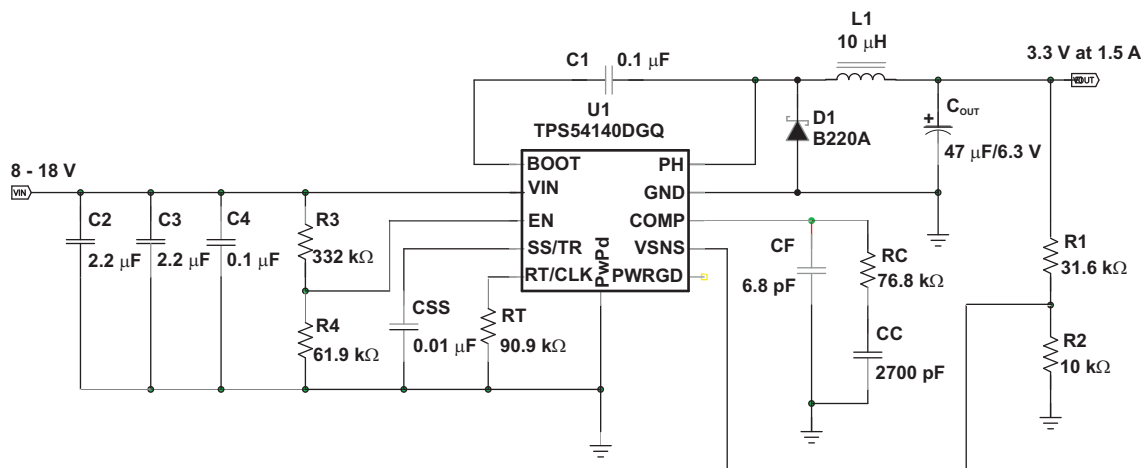 L1
10 μH
3.3 V at 1.5 A
C1
0.1 μF
U1
TPS54140DGQ
D1
B220A
C_OUT
+
47 μF/6.3 V
8 - 18 V
VIN
BOOT
VIN
EN
SS/TR
RT/CLK
PwPd
PH
GND
COMP
VSNS
PWRGD
C2
2.2 μF
C3
2.2 μF
C4
0.1 μF
R3
332 kΩ
R4
61.9 kΩ
CSS
0.01 μF
RT
90.9 kΩ
CF
6.8 pF
RC
76.8 kΩ
CC
2700 pF
R1
31.6 kΩ
R2
10 kΩ